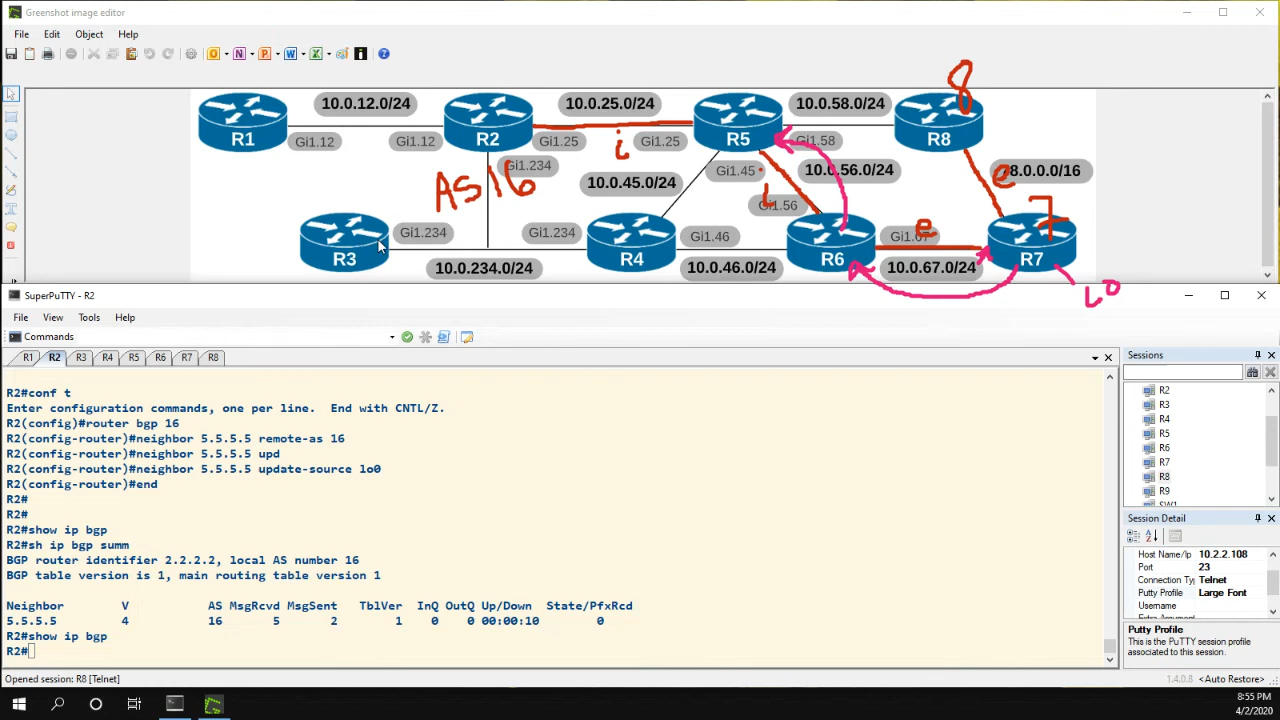 Greenshot image editor
File Edit Object Help
8
10.0.12.0/24 10.0.25.0/24 10.0.58.0/24
R1 R2 R5 R8
Gi1.12 Gi1.12 Gi1.25 Gi1.25 Gi1.58
i
Gi1.234 10.0.56.0/24 78.0.0.0/16
Gi1.45 e
AS 16 10.0.45.0/24 i
Gi1.56 7
Gi1.234 Gi1.234 Gi1.46 e Gi1.67
R3 R4 R6 R7
10.0.234.0/24 10.0.46.0/24 10.0.67.0/24
Lo
SuperPuTTY - R2
File View Tools Help
Commands
R1 R2 R3 R4 R5 R6 R7 R8
R2#conf t
Enter configuration commands, one per line. End with CNTL/Z.
R2(config)#router bgp 16
R2(config-router)#neighbor 5.5.5.5 remote-as 16
R2(config-router)#neighbor 5.5.5.5 upd
R2(config-router)#neighbor 5.5.5.5 update-source lo0
R2(config-router)#end
R2#
R2#
R2#show ip bgp
R2#sh ip bgp summ
BGP router identifier 2.2.2.2, local AS number 16
BGP table version is 1, main routing table version 1
Neighbor V AS MsgRcvd MsgSent TblVer InQ OutQ Up/Down State/PfxRcd
5.5.5.5 4 16 5 2 1 0 0 00:00:10 0
R2#show ip bgp
R2#
Sessions
R2
R3
R4
R5
R6
R7
R8
R9
SW1
Session Detail
Host Name/Ip 10.2.2.108
Port 23
Connection Ty Telnet
Putty Profile Large Font
Username
Extra Argument
Putty Profile
This is the PuTTY session profile
associated to this session.
Opened session: R8 [Telnet]
1.4.0.8 <Auto Restore>
8:55 PM
4/2/2020